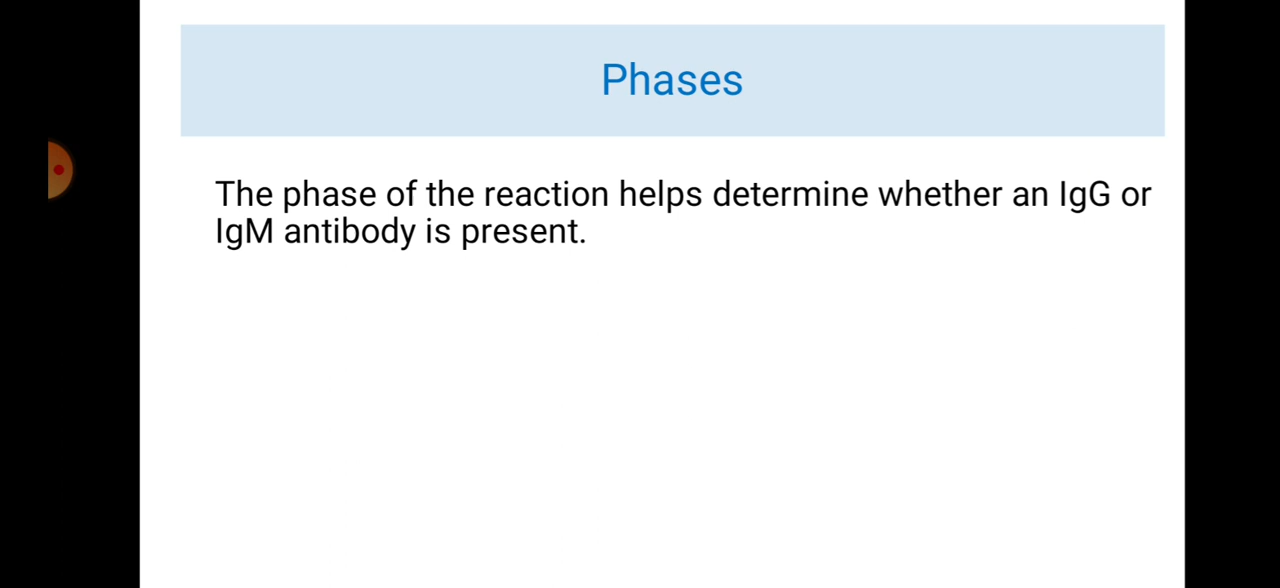 Phases
The phase of the reaction helps determine whether an IgG or
IgM antibody is present.